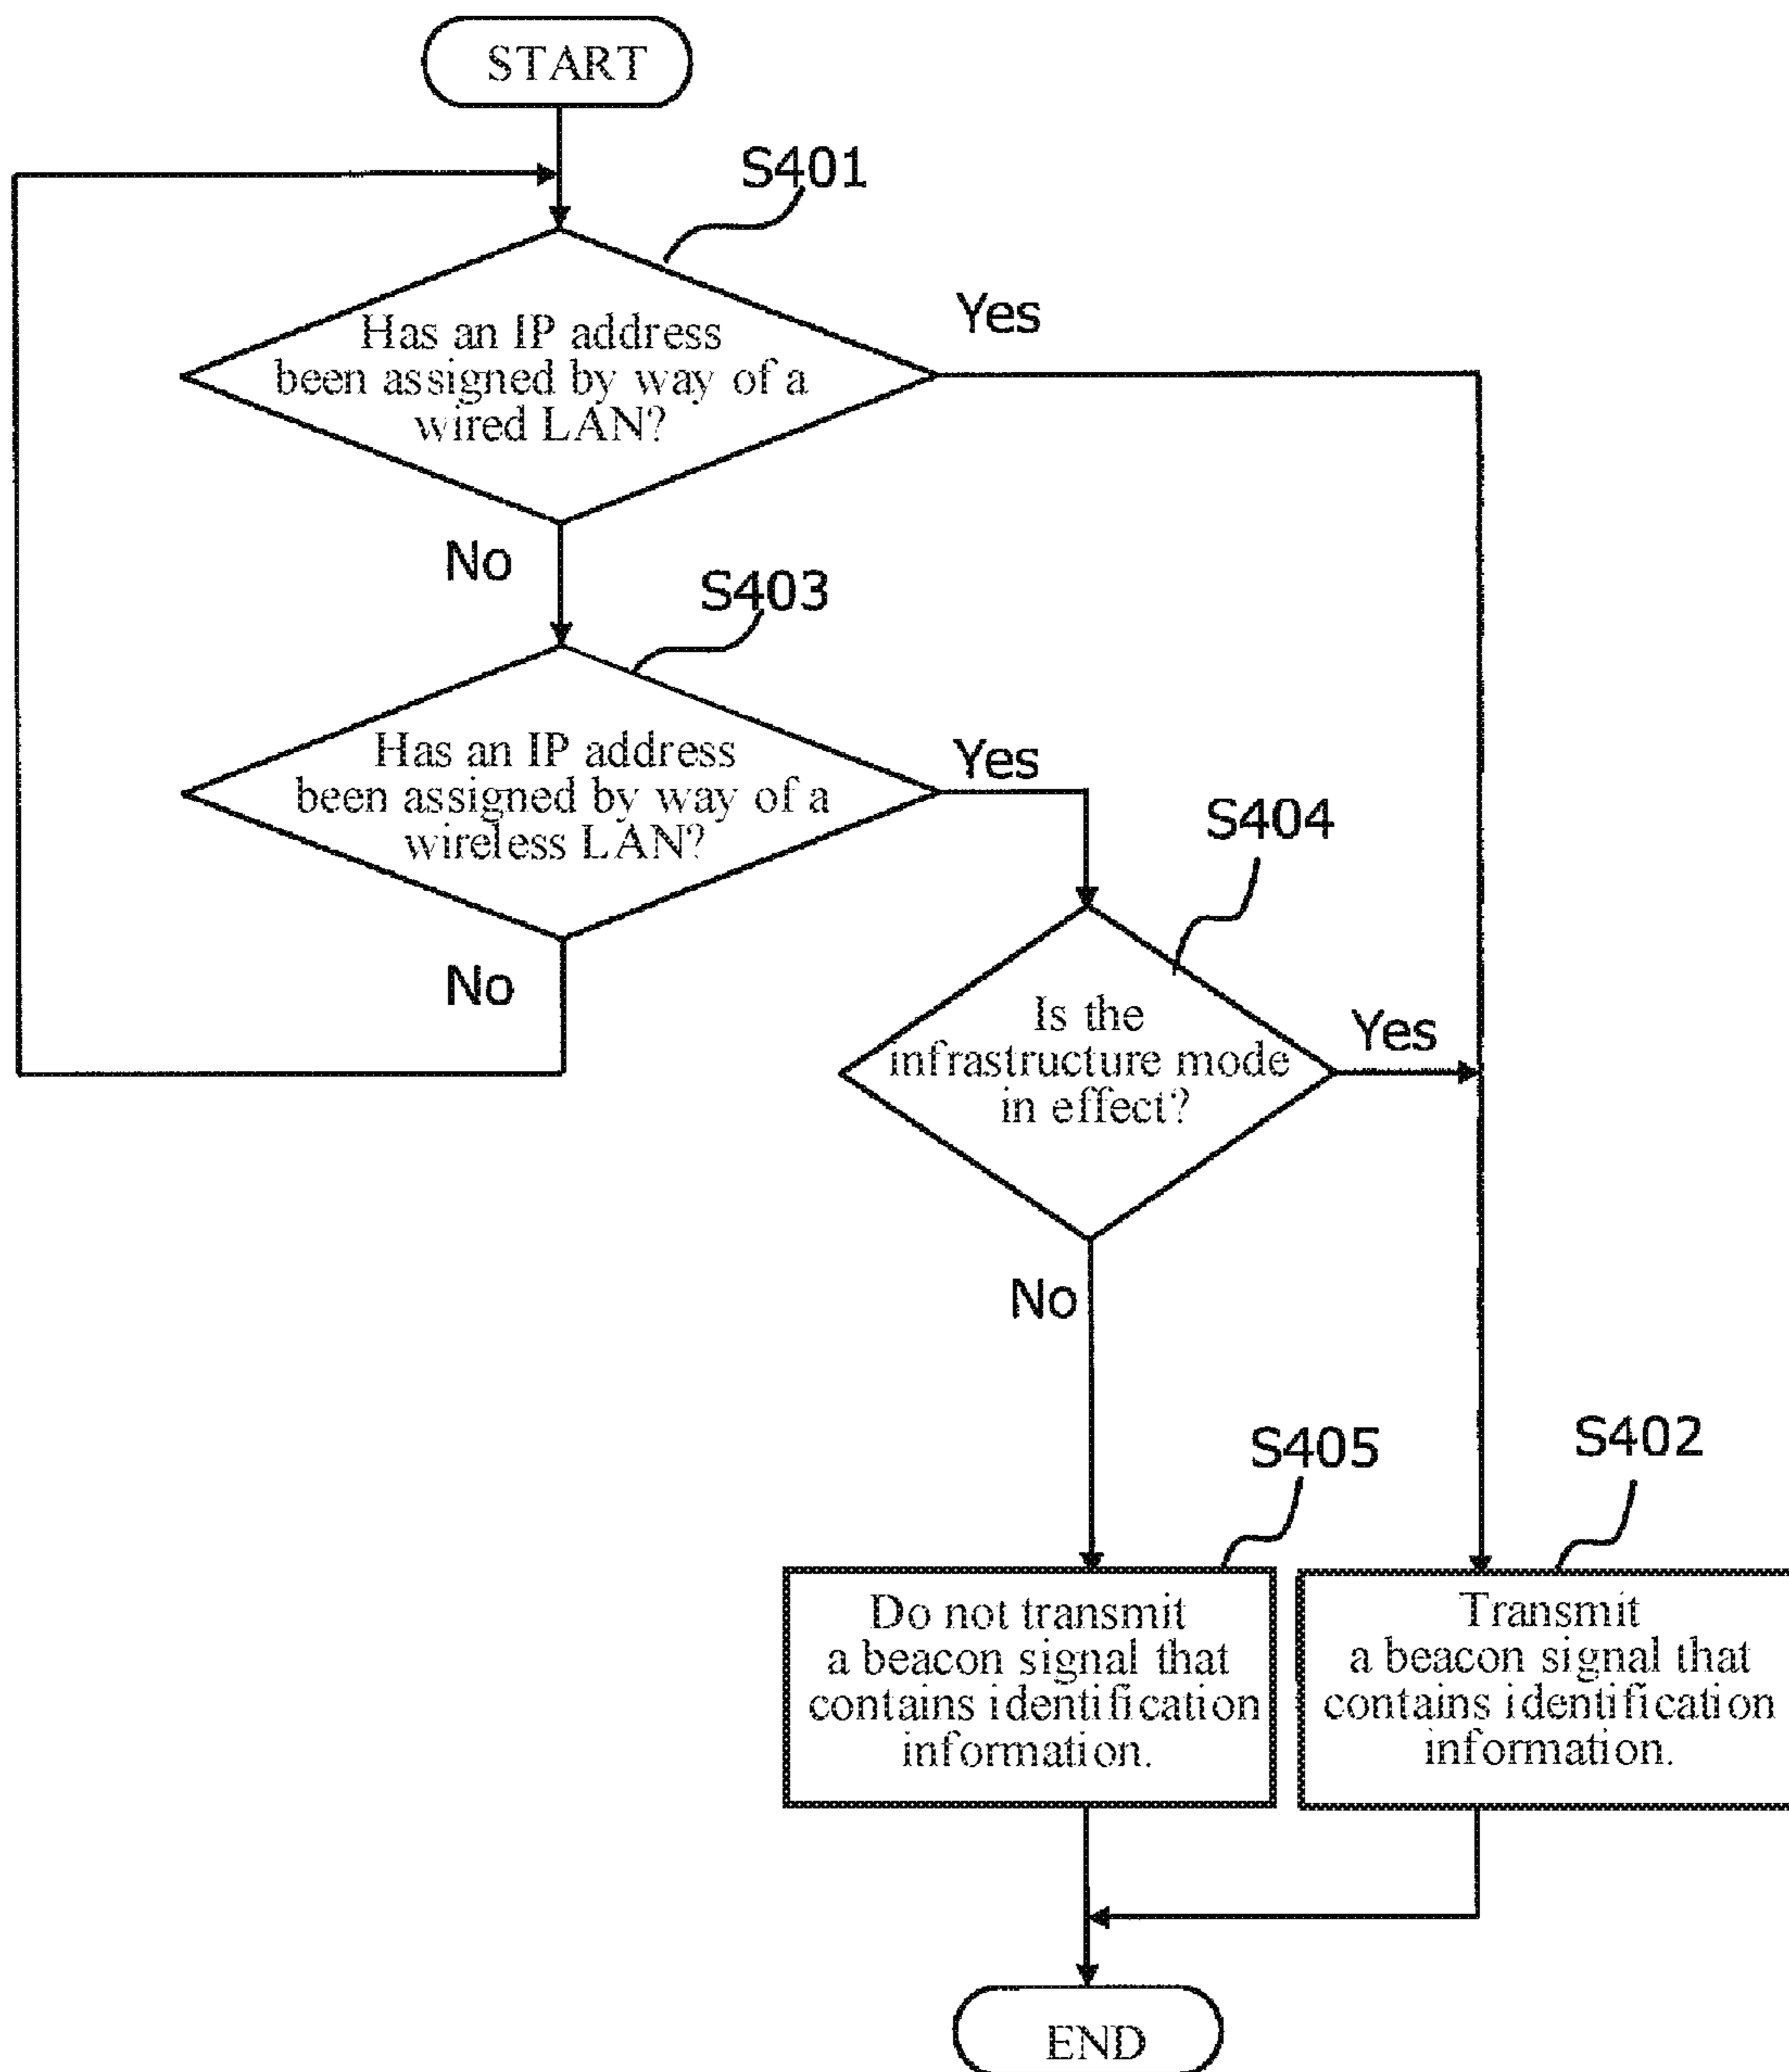 START
S401
Has an IP address
been assigned by way of a
wired LAN?
Yes
No
S403
Has an IP address
been assigned by way of a
wireless LAN?
Yes
No
S404
Is the
infrastructure mode
in effect?
Yes
No
S405
Do not transmit
a beacon signal that
contains identification
information.
S402
Transmit
a beacon signal that
contains identification
information.
END